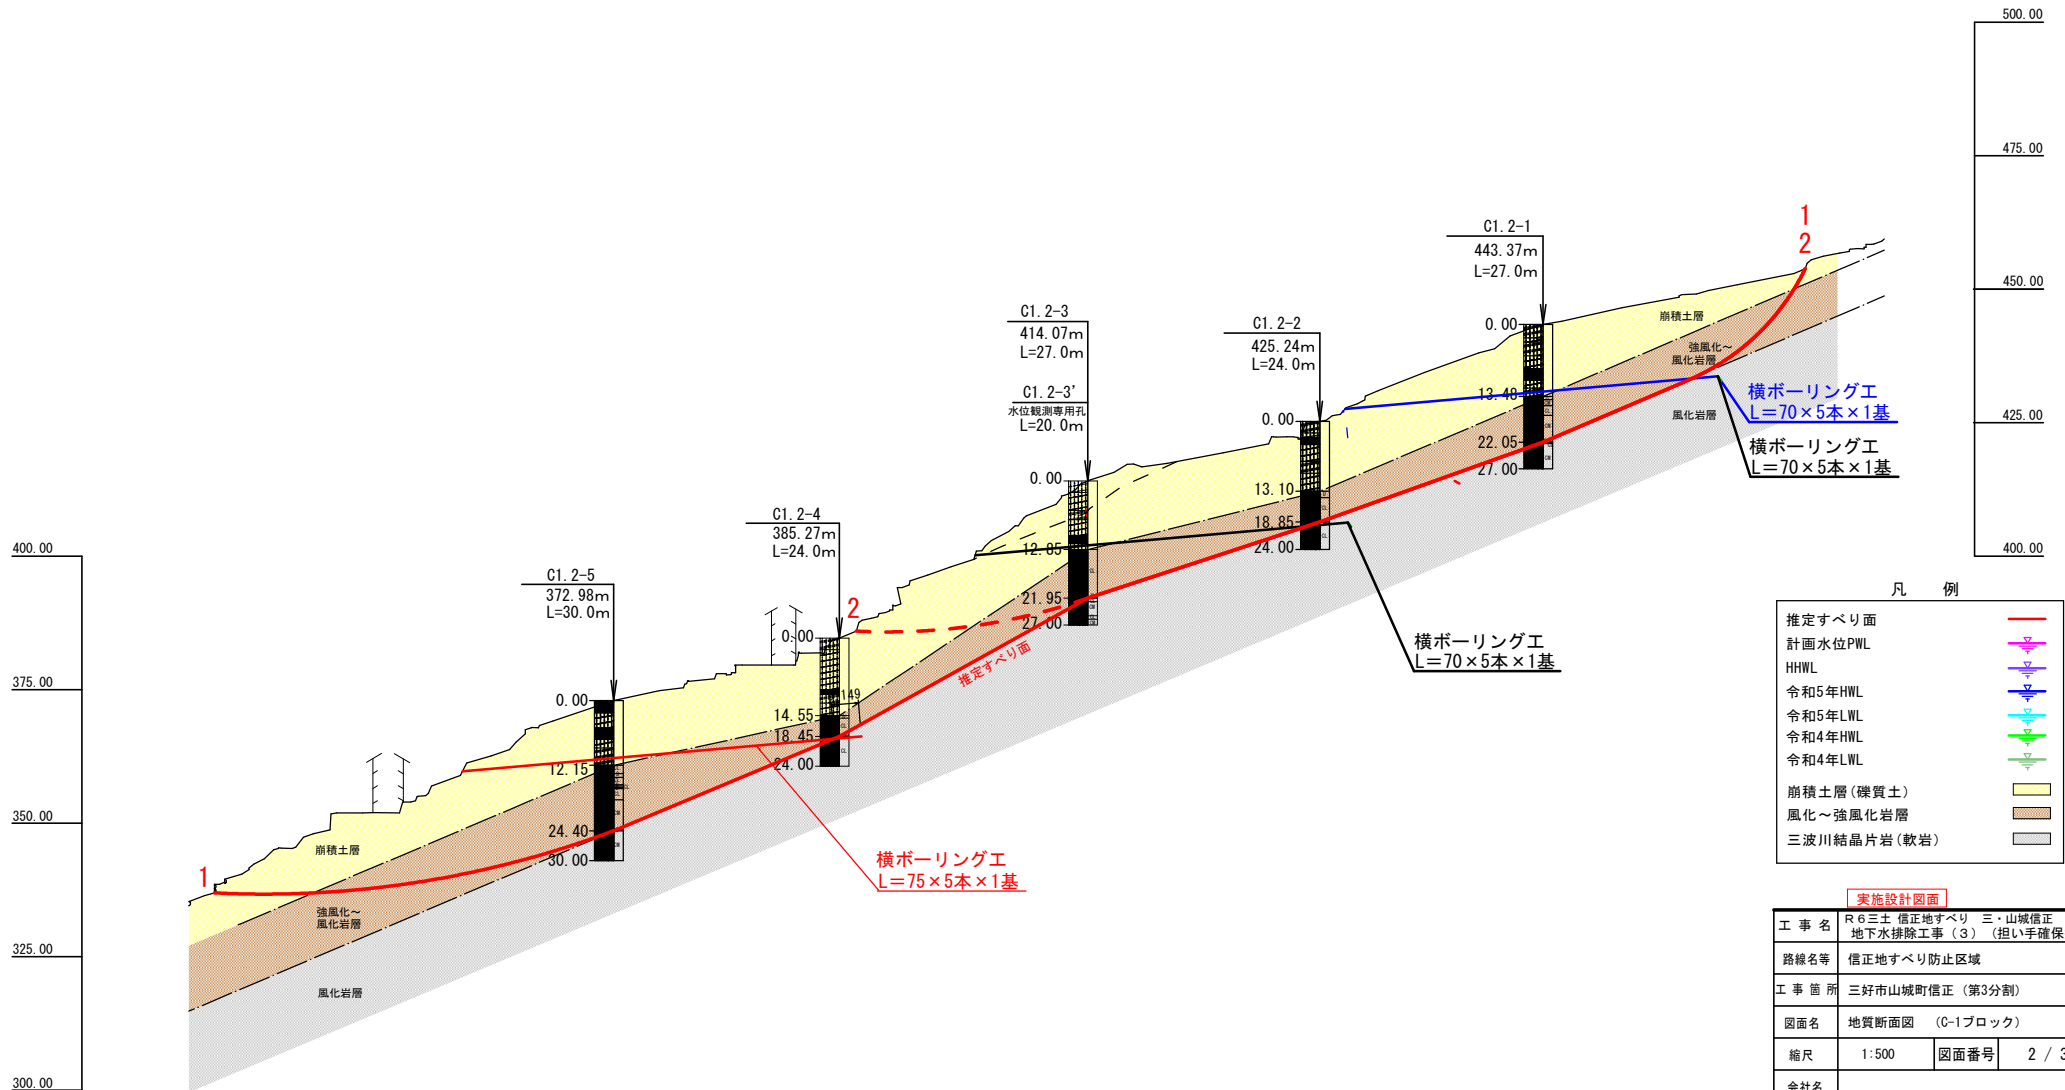 500.00
475.00
450.00
425.00
400.00
400.00
375.00
350.00
325.00
300.00
1
2
C1.2-1
443.37m
L=27.0m
0.00
13.48
22.05
27.00
C1.2-2
425.24m
L=24.0m
0.00
13.10
18.85
24.00
C1.2-3
414.07m
L=27.0m
C1.2-3'
水位観測専用孔
L=20.0m
0.00
12.85
21.95
27.00
C1.2-4
385.27m
L=24.0m
2
0.00
149
14.55
18.45
24.00
C1.2-5
372.98m
L=30.0m
0.00
12.15
24.40
30.00
1
崩積土層
強風化～
風化岩層
風化岩層
崩積土層
強風化～
風化岩層
風化岩層
推定すべり面
横ボーリング工
L=70×5本×1基
横ボーリング工
L=70×5本×1基
横ボーリング工
L=70×5本×1基
横ボーリング工
L=75×5本×1基
凡 例
推定すべり面
計画水位PWL
HHWL
令和5年HWL
令和5年LWL
令和4年HWL
令和4年LWL
崩積土層(礫質土)
風化～強風化岩層
三波川結晶片岩(軟岩)
実施設計図面
工 事 名 R6三土 信正地すべり 三・山城信正
地下水排除工事(3) (担い手確保
路線名等 信正地すべり防止区域
工 事 箇 所 三好市山城町信正 (第3分割)
図面名 地質断面図 (C-1ブロック)
縮尺 1:500 図面番号 2 / 3
会社名